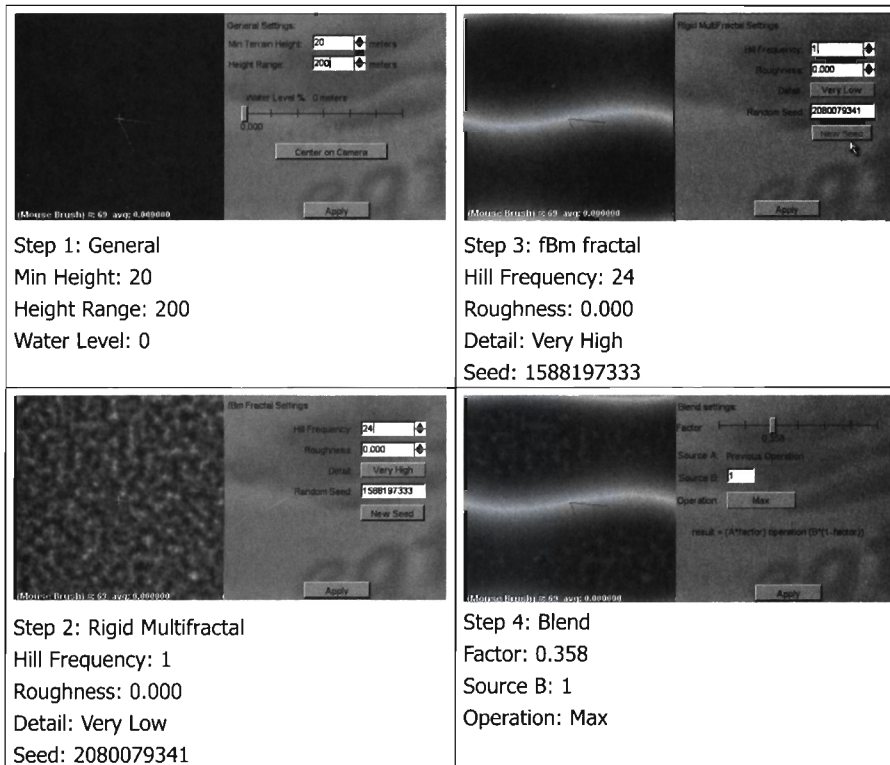 General Settings:
Min Terrain Height: 20 meters
Height Range: 200 meters
Water Level %  0 meters
0.000
Center on Camera
(Mouse Brush) 69 avg: 0.000000
Apply
Step 1: General
Min Height: 20
Height Range: 200
Water Level: 0
Rigid MultiFractal Settings
Hill Frequency: 1
Roughness: 0.000
Detail: Very Low
Random Seed: 2080079341
New Seed
(Mouse Brush) 69 avg: 0.000000
Apply
Step 3: fBm fractal
Hill Frequency: 24
Roughness: 0.000
Detail: Very High
Seed: 1588197333
fBm Fractal Settings
Hill Frequency: 24
Roughness: 0.000
Detail: Very High
Random Seed: 1588197333
New Seed
(Mouse Brush) 69 avg: 0.000000
Apply
Step 2: Rigid Multifractal
Hill Frequency: 1
Roughness: 0.000
Detail: Very Low
Seed: 2080079341
Blend settings:
Factor
0.358
Source A: Previous Operation
Source B: 1
Operation: Max
result = (A*factor) operation (B*(1-factor))
(Mouse Brush) 69 avg: 0.000000
Apply
Step 4: Blend
Factor: 0.358
Source B: 1
Operation: Max